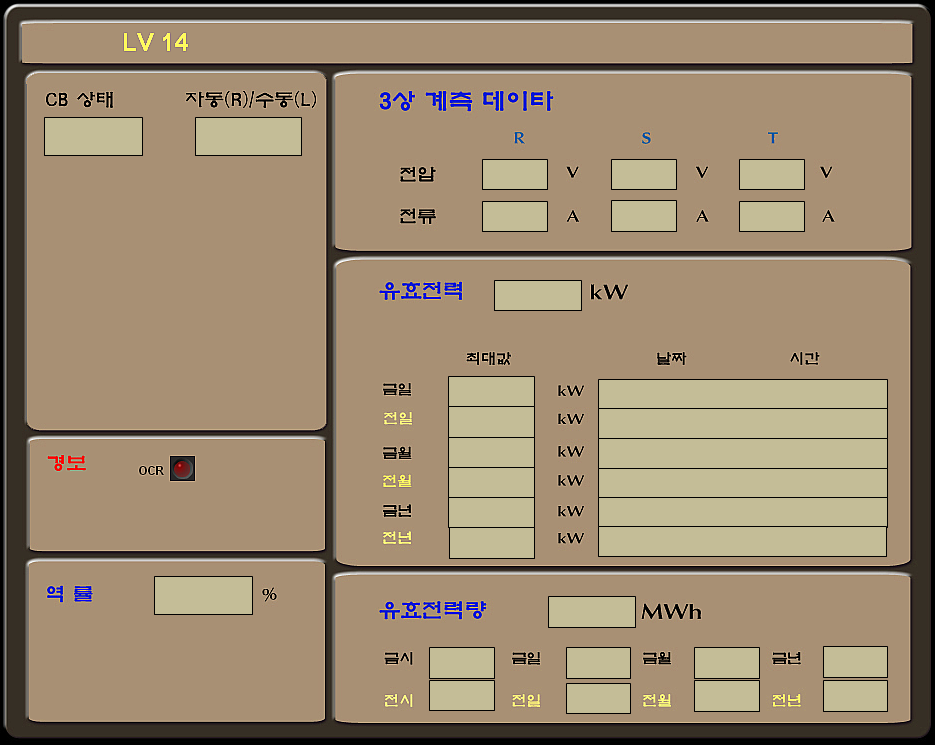 LV 14
CB 상태 자동(R)/수동(L)
3상 계측 데이타
R S T
전압 V V V
전류 A A A
유효전력 kW
최대값 날짜 시간
금일 kW
전일 kW
금월 kW
전월 kW
금년 kW
전년 kW
경보 OCR
역 률 %
유효전력량 MWh
금시 금일 금월 금년
전시 전일 전월 전년